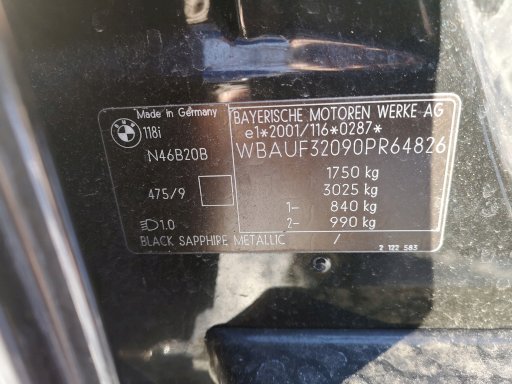 Made in Germany
118i
N46B20B
475/9
1.0
BLACK SAPPHIRE METALLIC /
BAYERISCHE MOTOREN WERKE AG
e1*2001/116*0287*
WBAUF32090PR64826
1750 kg
3025 kg
1- 840 kg
2- 990 kg
2 122 583